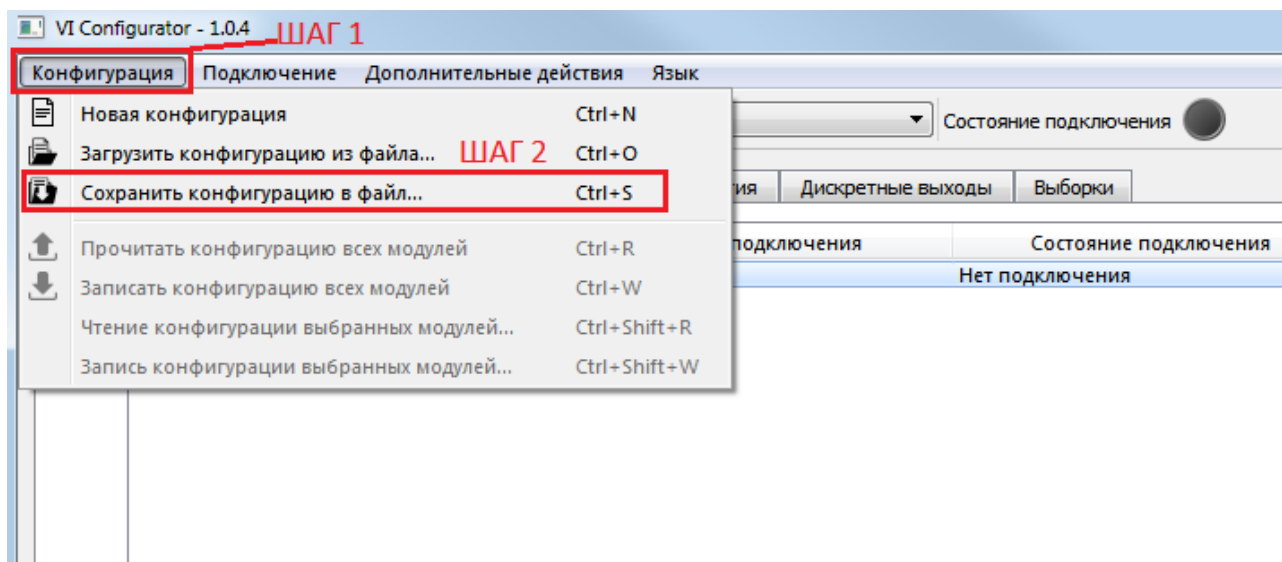 VI Configurator - 1.0.4 ШАГ 1
Конфигурация Подключение Дополнительные действия Язык
Новая конфигурация Ctrl+N
Состояние подключения
Загрузить конфигурацию из файла... ШАГ 2 Ctrl+O
Сохранить конфигурацию в файл... Ctrl+S
ия Дискретные выходы Выборки
Прочитать конфигурацию всех модулей Ctrl+R
подключения Состояние подключения
Нет подключения
Записать конфигурацию всех модулей Ctrl+W
Чтение конфигурации выбранных модулей... Ctrl+Shift+R
Запись конфигурации выбранных модулей... Ctrl+Shift+W